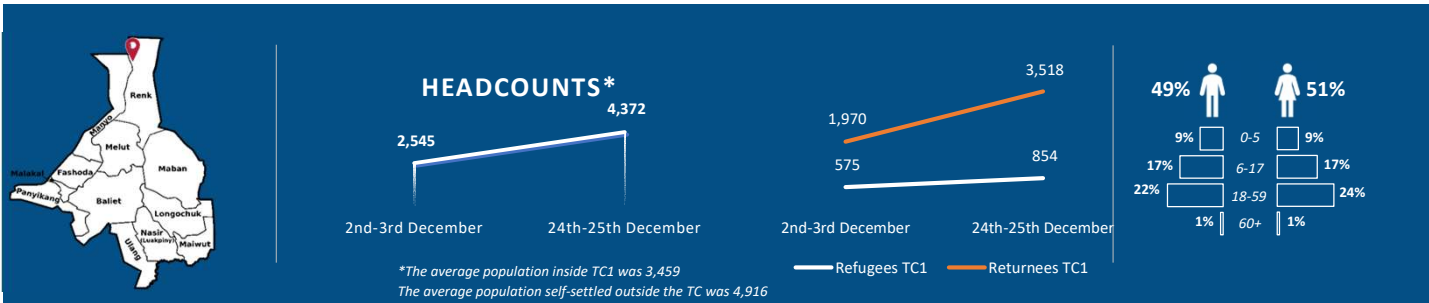 Renk
Manyo
Melut
Maban
Fashoda
Malakal
Panyikang
Baliet
Longochuk
Nasir
(Luakpiny)
Maiwut
Ulang
HEADCOUNTS*
2,545
4,372
2nd-3rd December
24th-25th December
*The average population inside TC1 was 3,459
The average population self-settled outside the TC was 4,916
1,970
3,518
575
854
2nd-3rd December
24th-25th December
Refugees TC1
Returnees TC1
49%
51%
9% 0-5 9%
17% 6-17 17%
22% 18-59 24%
1% 60+ 1%